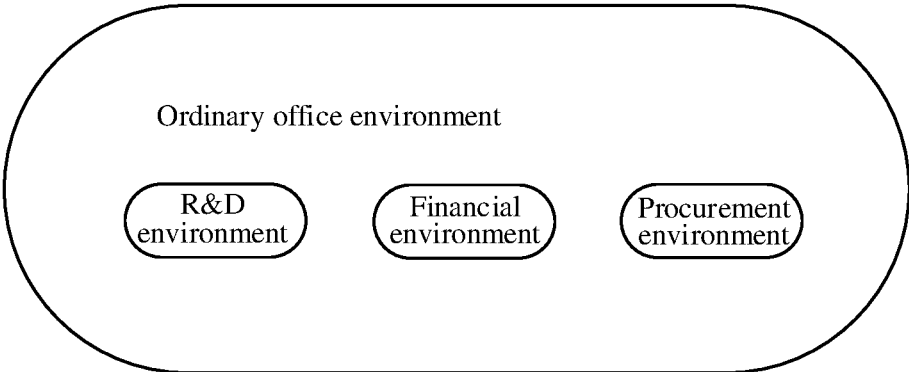 Ordinary office environment
R&D
environment
Financial
environment
Procurement
environment